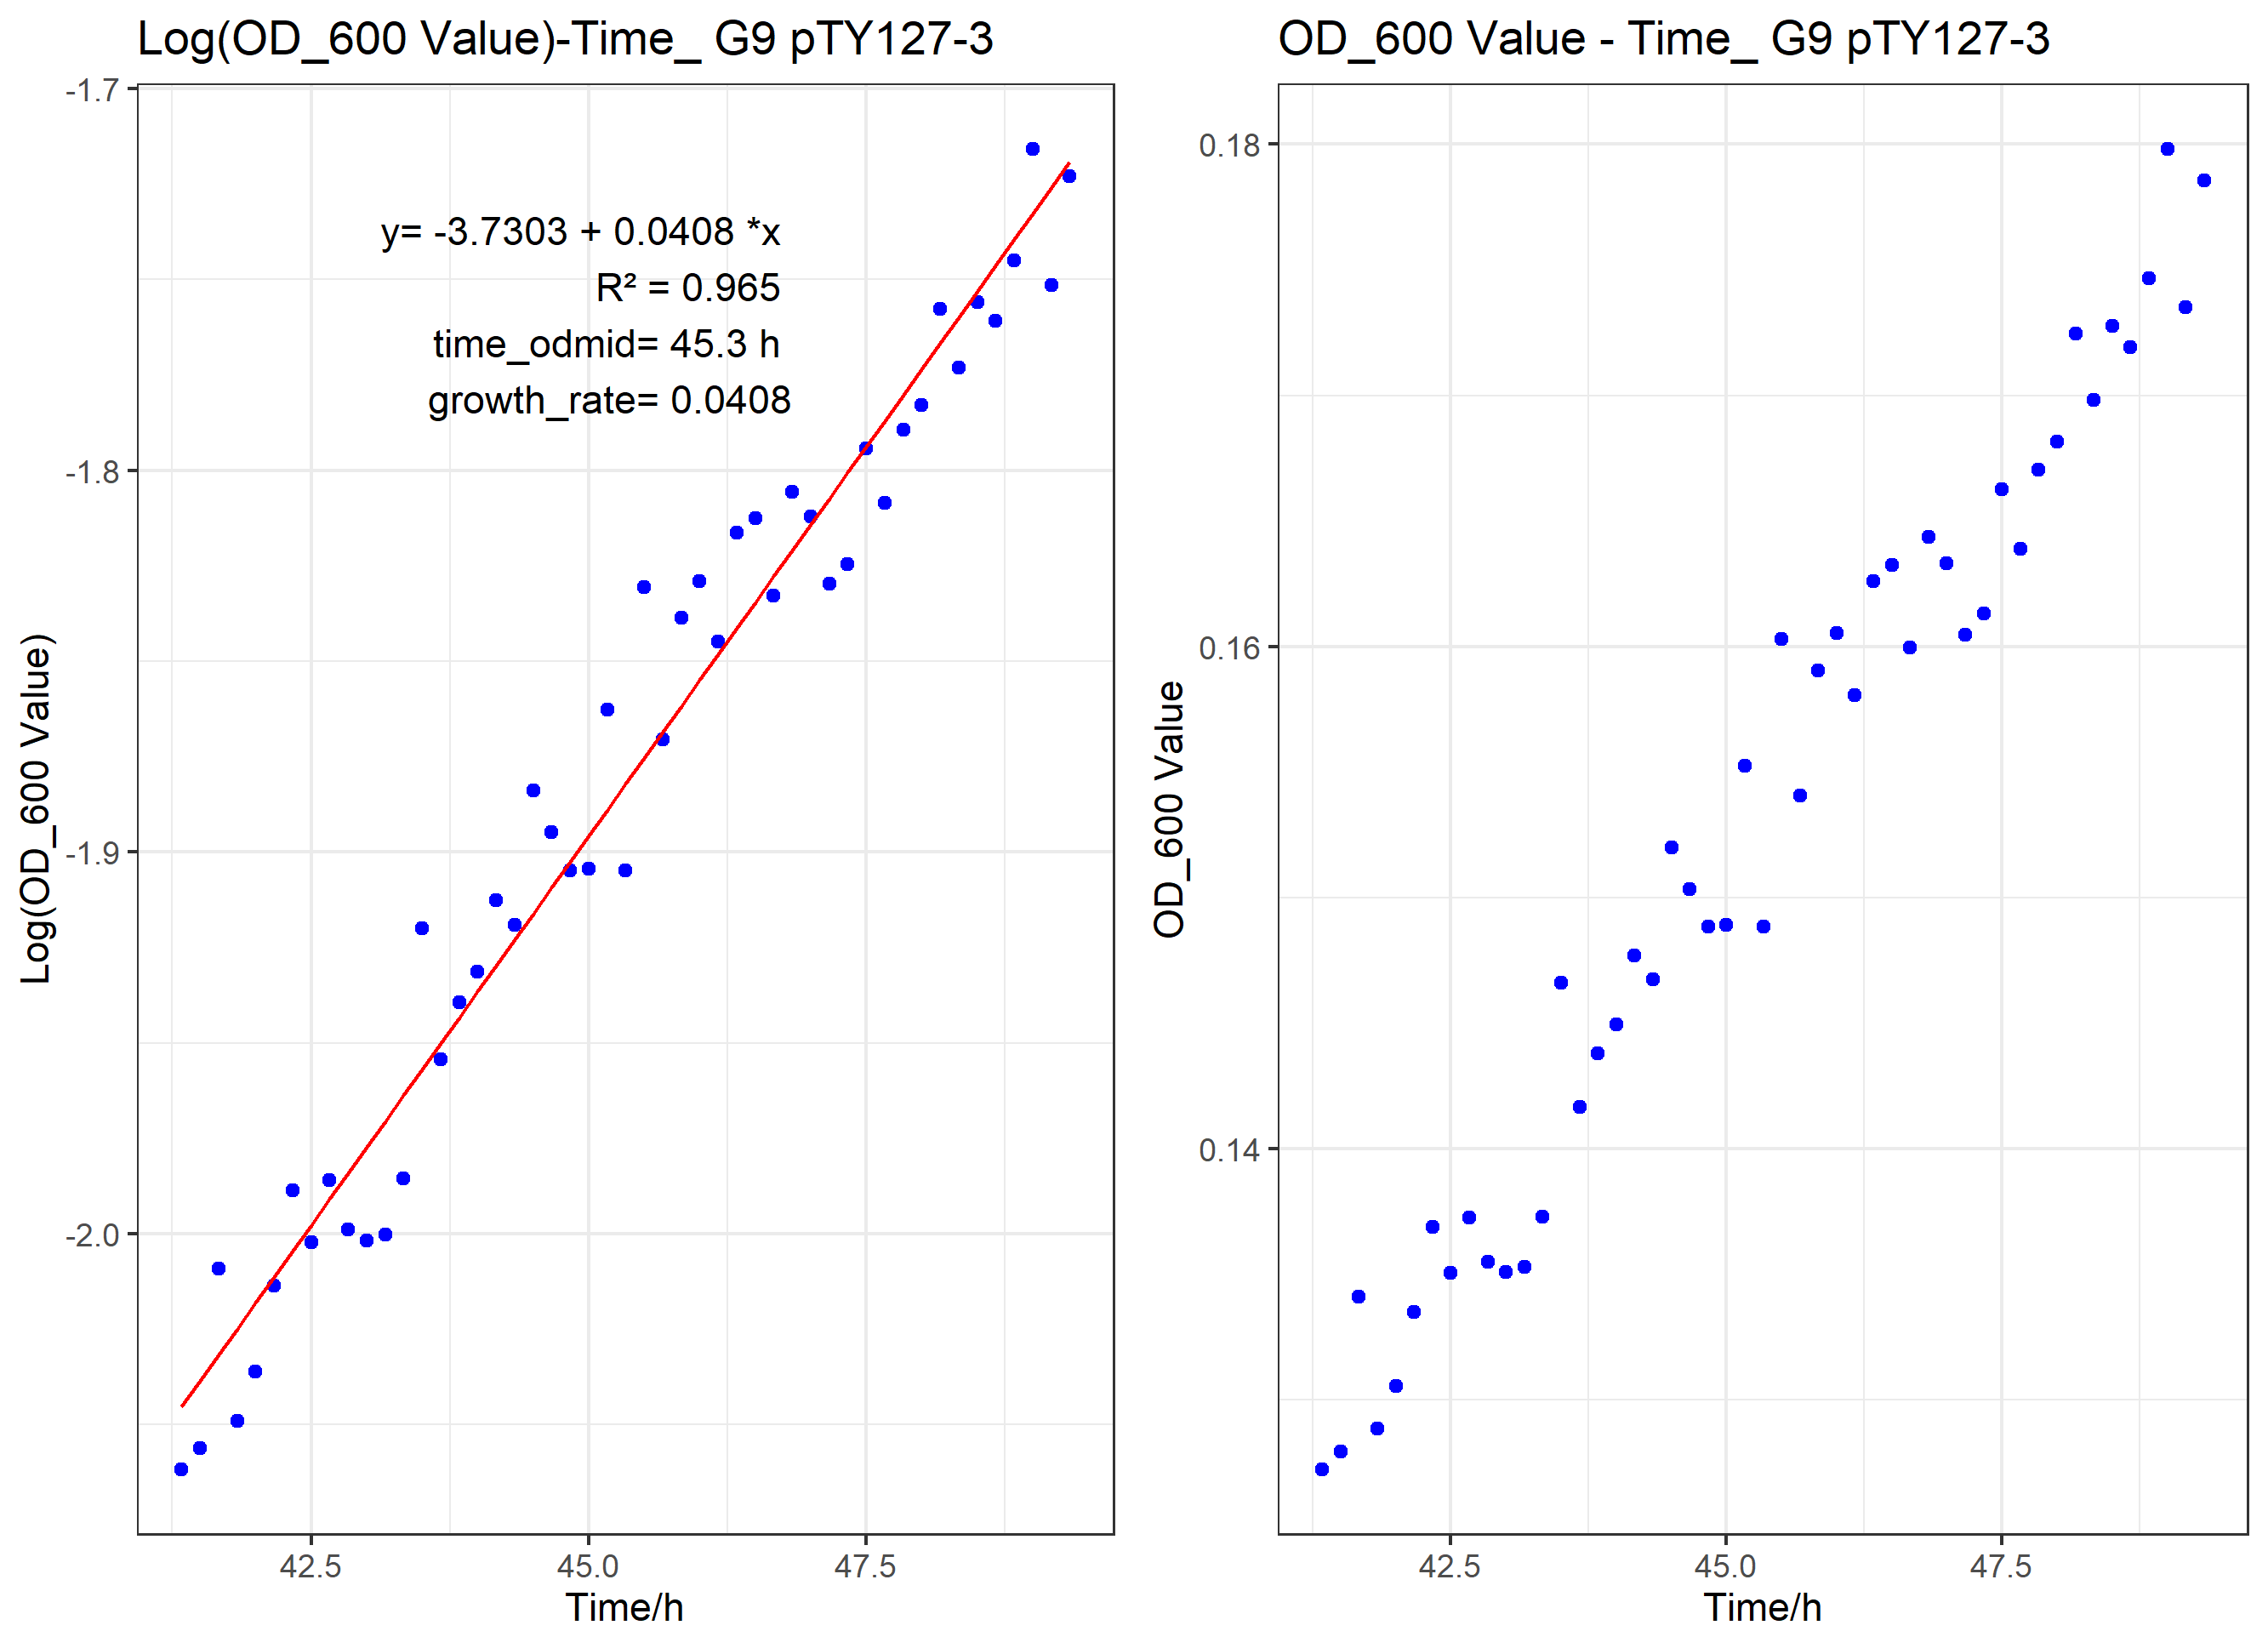 Log(OD_600 Value)-Time_ G9 pTY127-3
-1.7
-1.8
-1.9
-2.0
Log(OD_600 Value)
y= -3.7303 + 0.0408 *x
R² = 0.965
time_odmid= 45.3 h
growth_rate= 0.0408
42.5 45.0 47.5
Time/h
OD_600 Value - Time_ G9 pTY127-3
0.18
0.16
0.14
OD_600 Value
42.5 45.0 47.5
Time/h